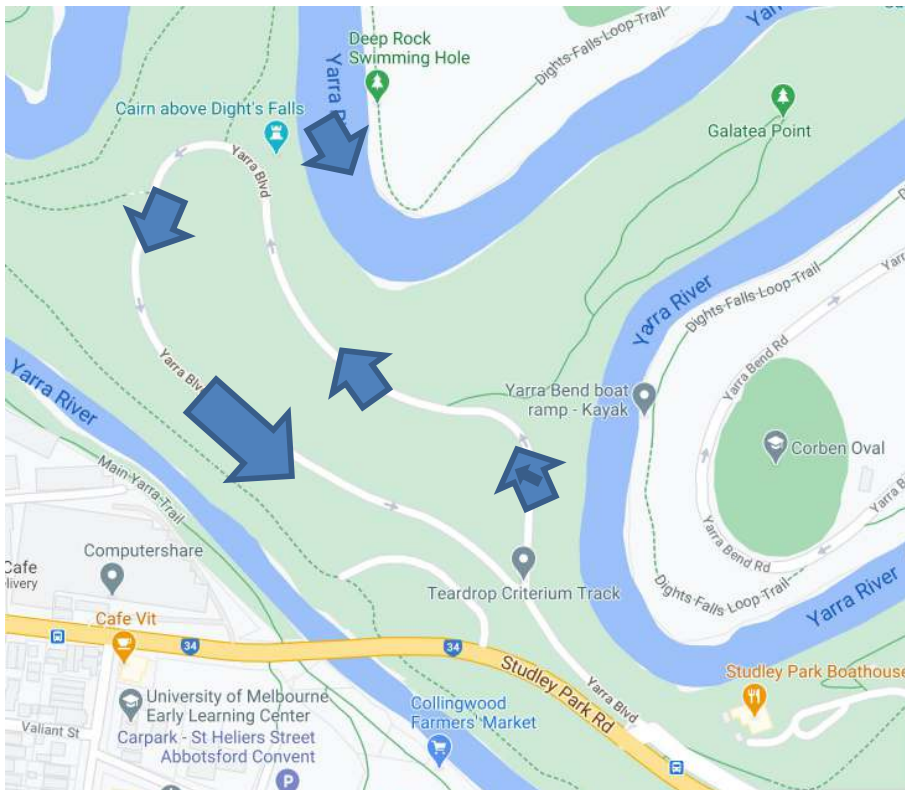 Yarra
Deep Rock
Swimming Hole
Dights-Falls-Loop-Trail
Yarra
Cairn above Dight's Falls
Galatea Point
Yarra Blvd
Yarra River
Dights-Falls-Loop-Trail
Yarra
Yarra Bend Rd
Yarra River
Yarra
Yarra Bend boat
ramp - Kayak
Corben Oval
Main-Yarra-Trail
Yarra Bend Rd
Computershare
Cafe
elivery
Teardrop Criterium Track
Dights-Falls-Loop-Trail
Yarra River
Cafe Vit
34
34
Studley Park Rd
Yarra Blvd
Studley Park Boathouse
University of Melbourne
Early Learning Center
Collingwood
Farmers' Market
Valiant St
Carpark - St Heliers Street
Abbotsford Convent
P